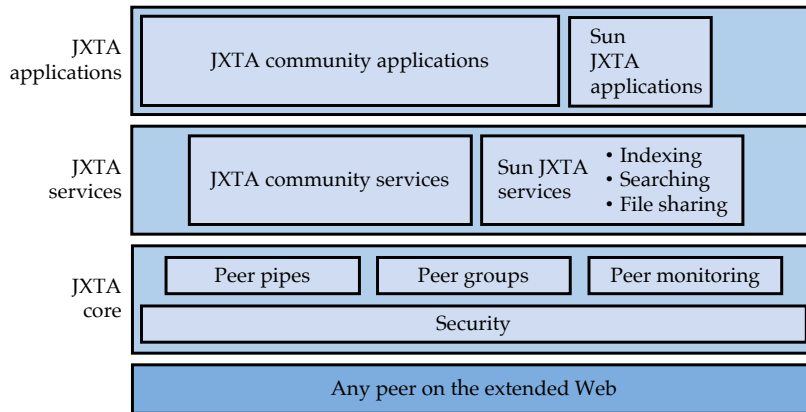 JXTA
applications
JXTA community applications
Sun
JXTA
applications
JXTA
services
JXTA community services
Sun JXTA
services
• Indexing
• Searching
• File sharing
JXTA
core
Peer pipes
Peer groups
Peer monitoring
Security
Any peer on the extended Web